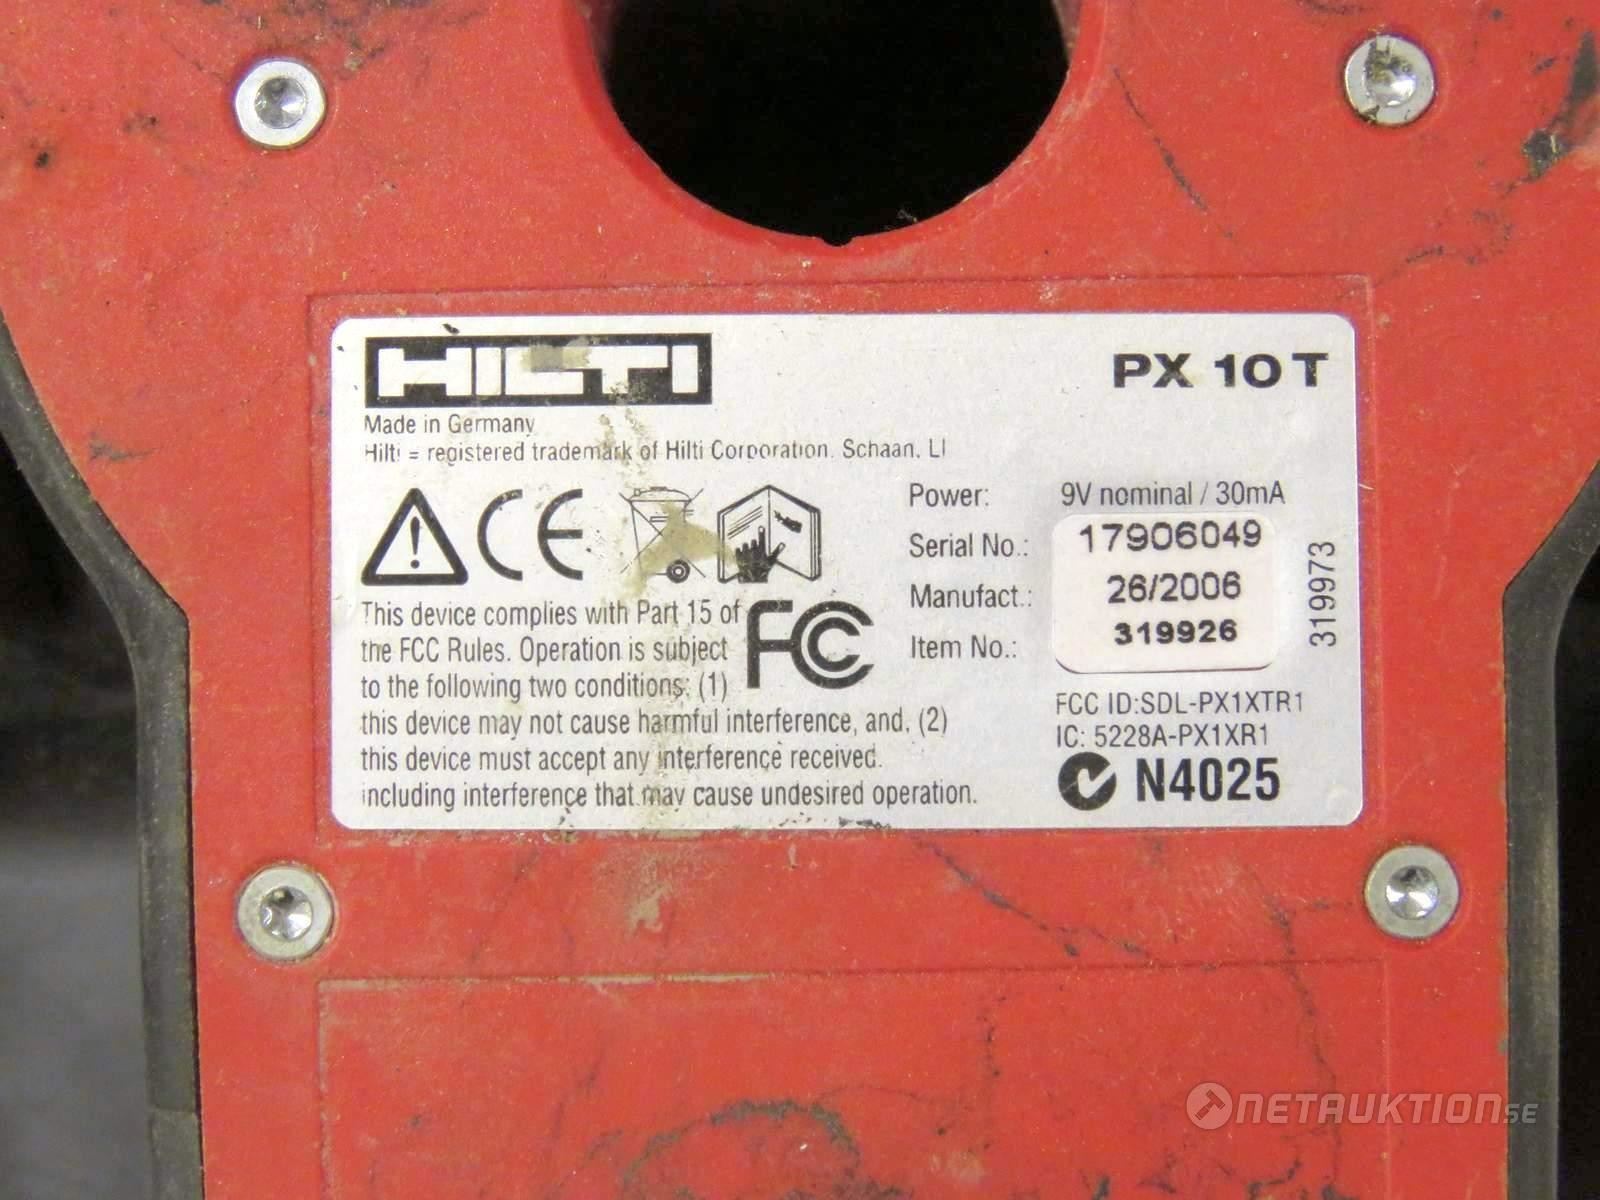 HILTI
PX 10 T
Made in Germany
Hilti = registered trademark of Hilti Corporation, Schaan, LI
Power: 9V nominal / 30mA
Serial No.: 17906049
Manufact.: 26/2006
Item No.: 319926
319973
CE
This device complies with Part 15 of
the FCC Rules. Operation is subject
to the following two conditions: (1)
this device may not cause harmful interference, and, (2)
this device must accept any interference received,
including interference that may cause undesired operation.
FC
FCC ID:SDL-PX1XTR1
IC: 5228A-PX1XR1
N4025
NETAUKTION.SE